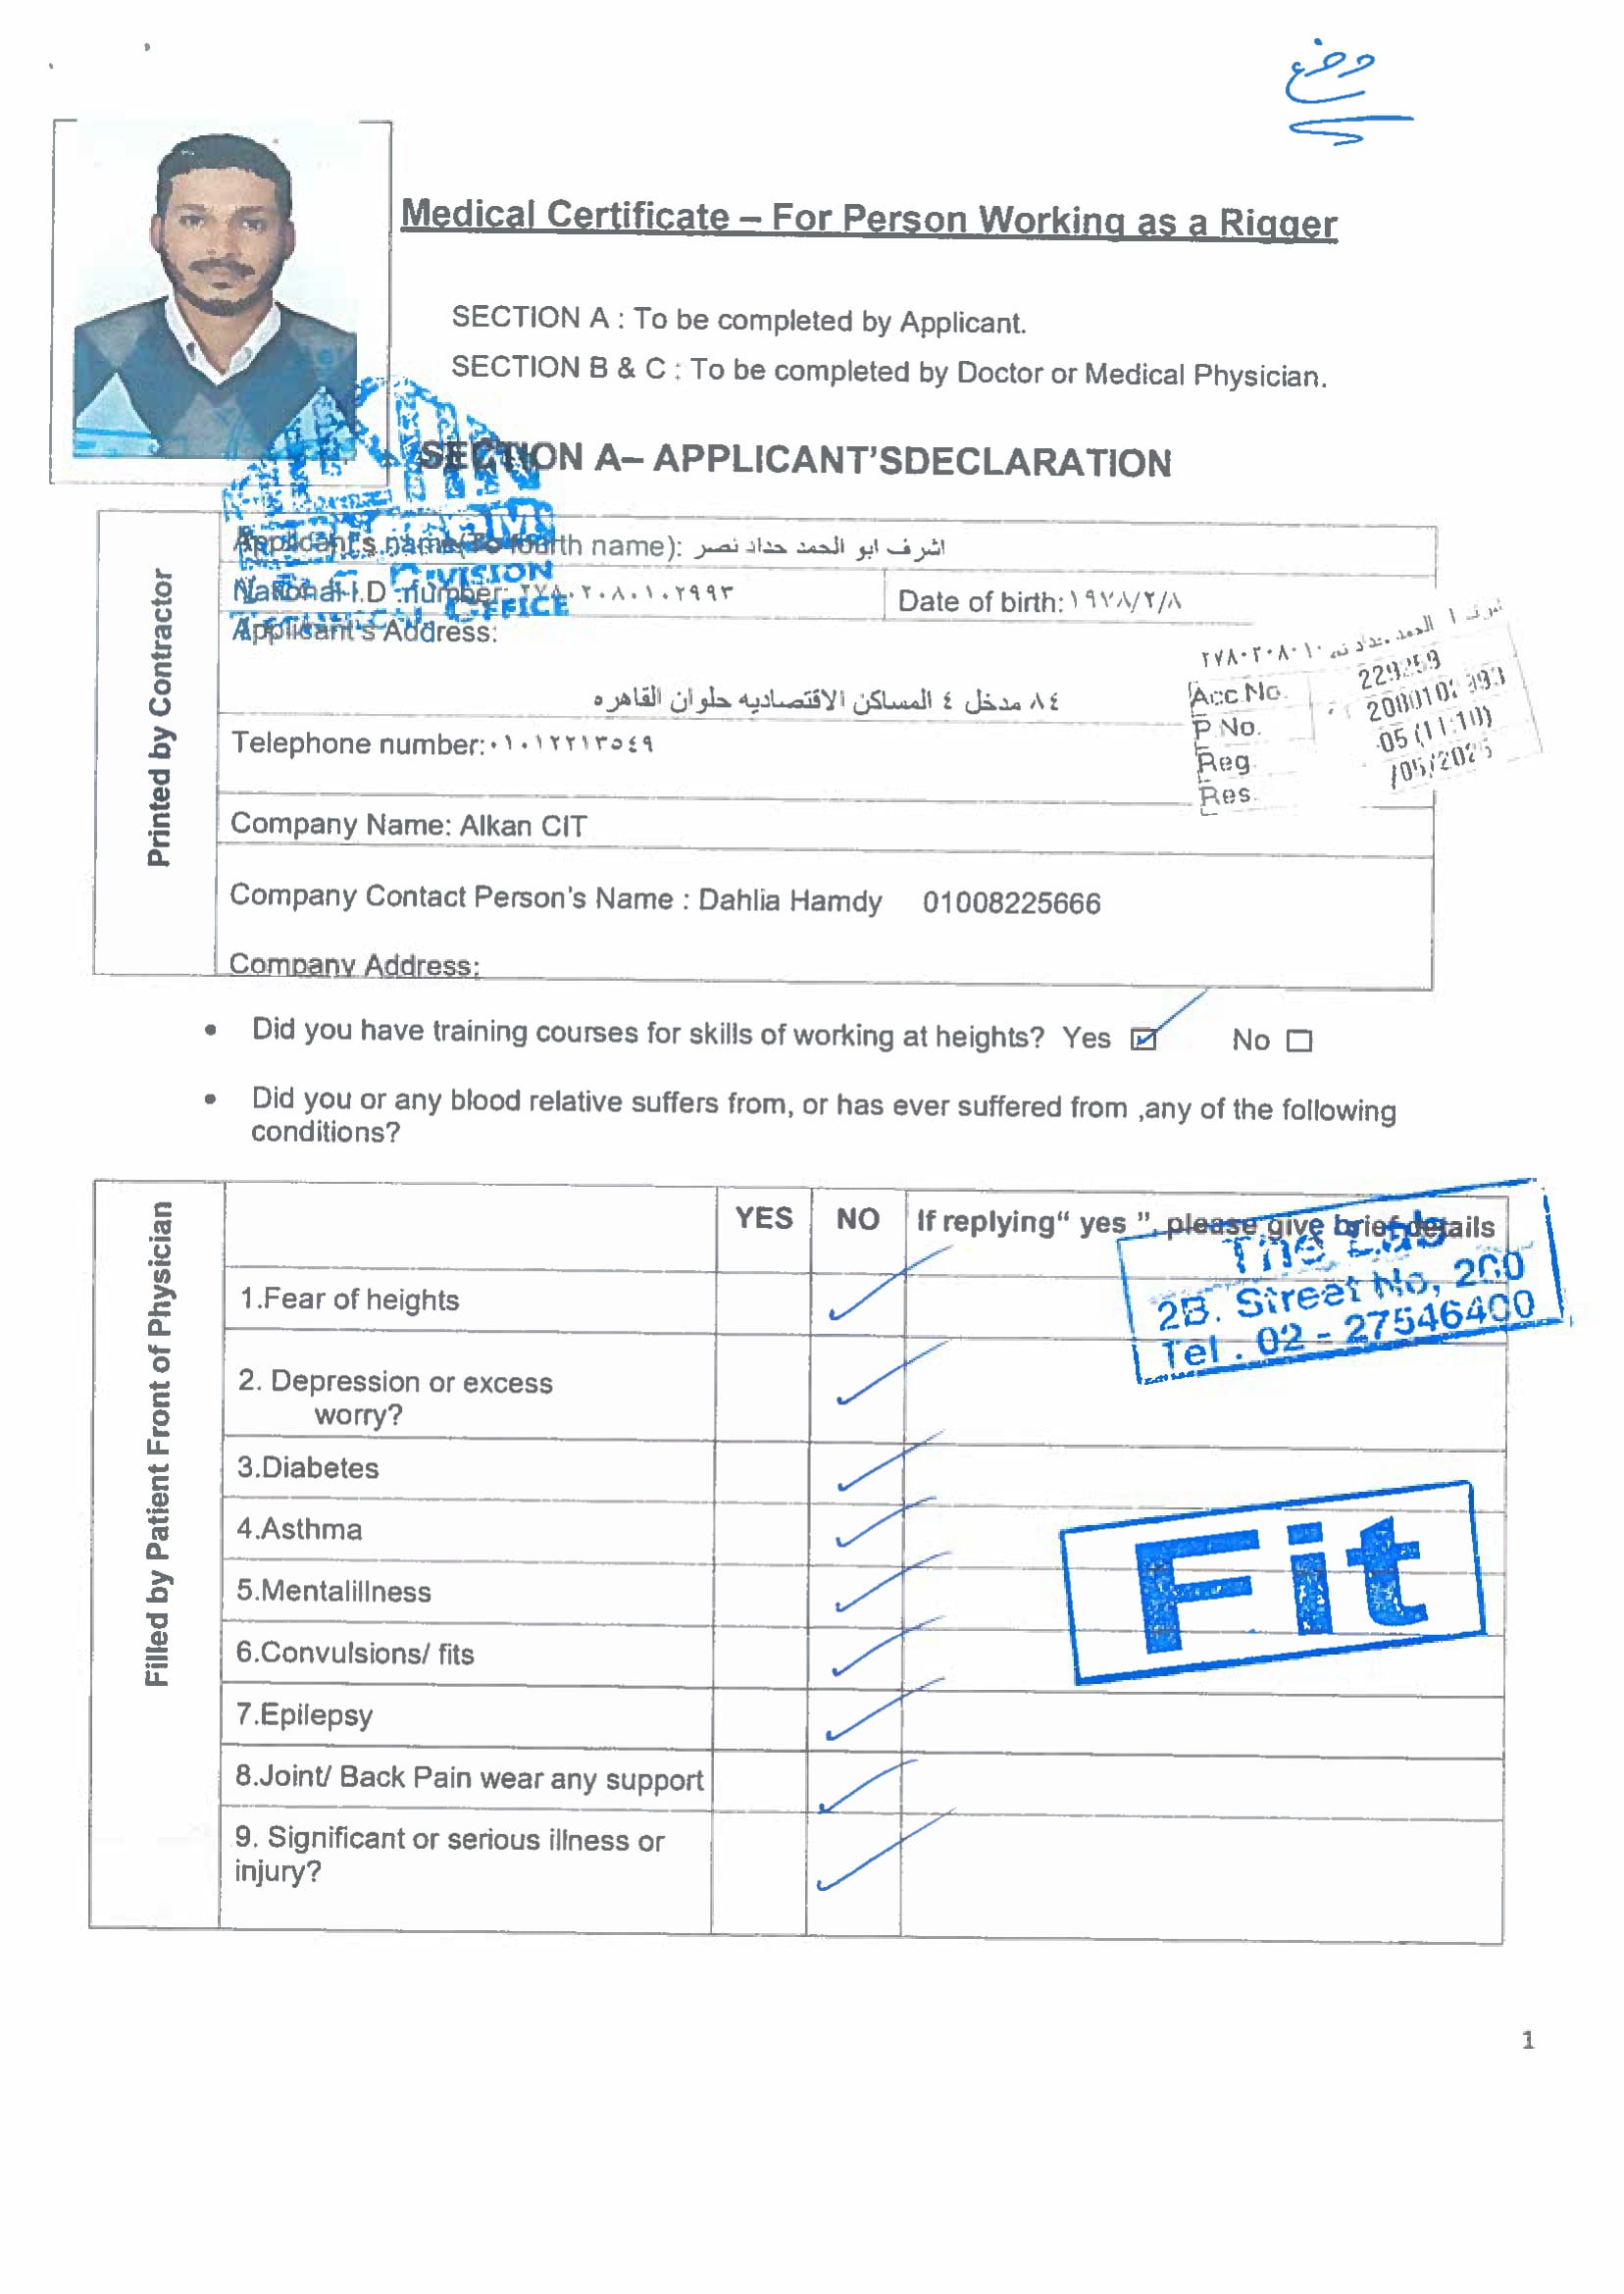 وضع
Medical Certificate – For Person Working as a Rigger
SECTION A : To be completed by Applicant.
SECTION B & C : To be completed by Doctor or Medical Physician.
SECTION A– APPLICANT'SDECLARATION
Printed by Contractor
Applicant's name(To fourth name): اشرف ابو الحمد حداد نصر
National I.D number: ٢٧٨٠٢٠٨٠١٠٢٩٩٣
Date of birth: ١٩٧٨/٢/٨
DIVISION
OFFICE
Applicant's Address:
٨٤ مدخل ٤ المساكن الاقتصاديه حلوان القاهره
Acc.No. 229259
P.No.
Reg. 05 (11:10)
Res.
Telephone number:٠١٠١٢٢١٣٥٤٩
Company Name: Alkan CIT
Company Contact Person's Name : Dahlia Hamdy 01008225666
Company Address:
• Did you have training courses for skills of working at heights? Yes ☑ No ☐
• Did you or any blood relative suffers from, or has ever suffered from ,any of the following
conditions?
Filled by Patient Front of Physician
YES NO If replying“ yes ”, please give brief details
The Lab
2B. Street No, 200
Tel . 02 - 27546400
1.Fear of heights ✓
2. Depression or excess
worry? ✓
3.Diabetes ✓
4.Asthma ✓
5.Mentalillness ✓
6.Convulsions/ fits ✓
7.Epilepsy ✓
8.Joint/ Back Pain wear any support ✓
9. Significant or serious illness or
injury? ✓
Fit
1